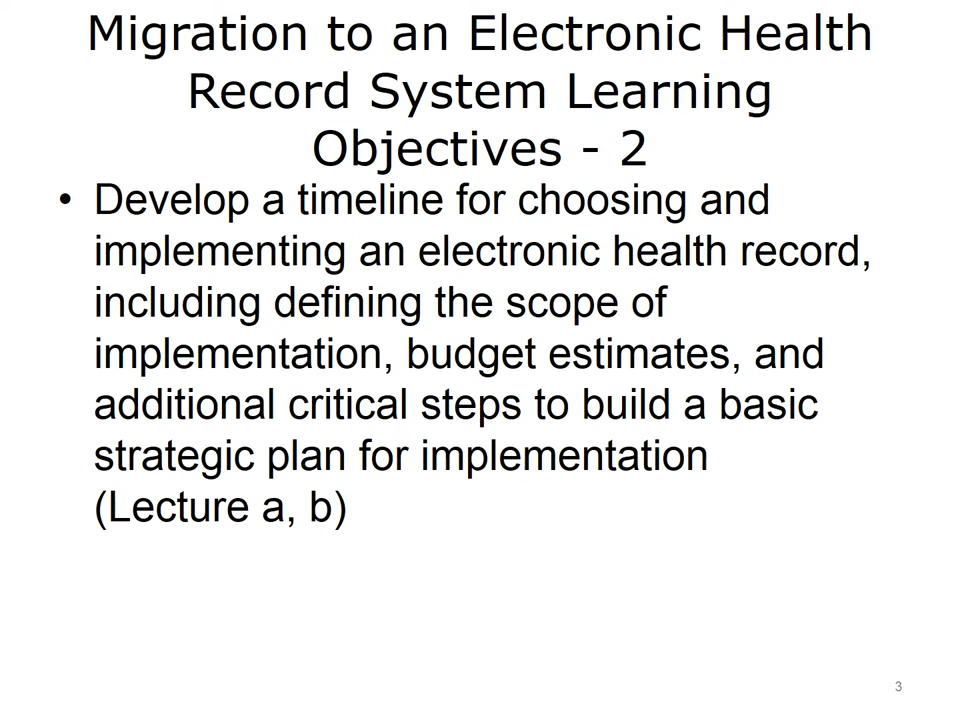 Migration to an Electronic Health
Record System Learning
Objectives - 2
• Develop a timeline for choosing and
implementing an electronic health record,
including defining the scope of
implementation, budget estimates, and
additional critical steps to build a basic
strategic plan for implementation
(Lecture a, b)
3